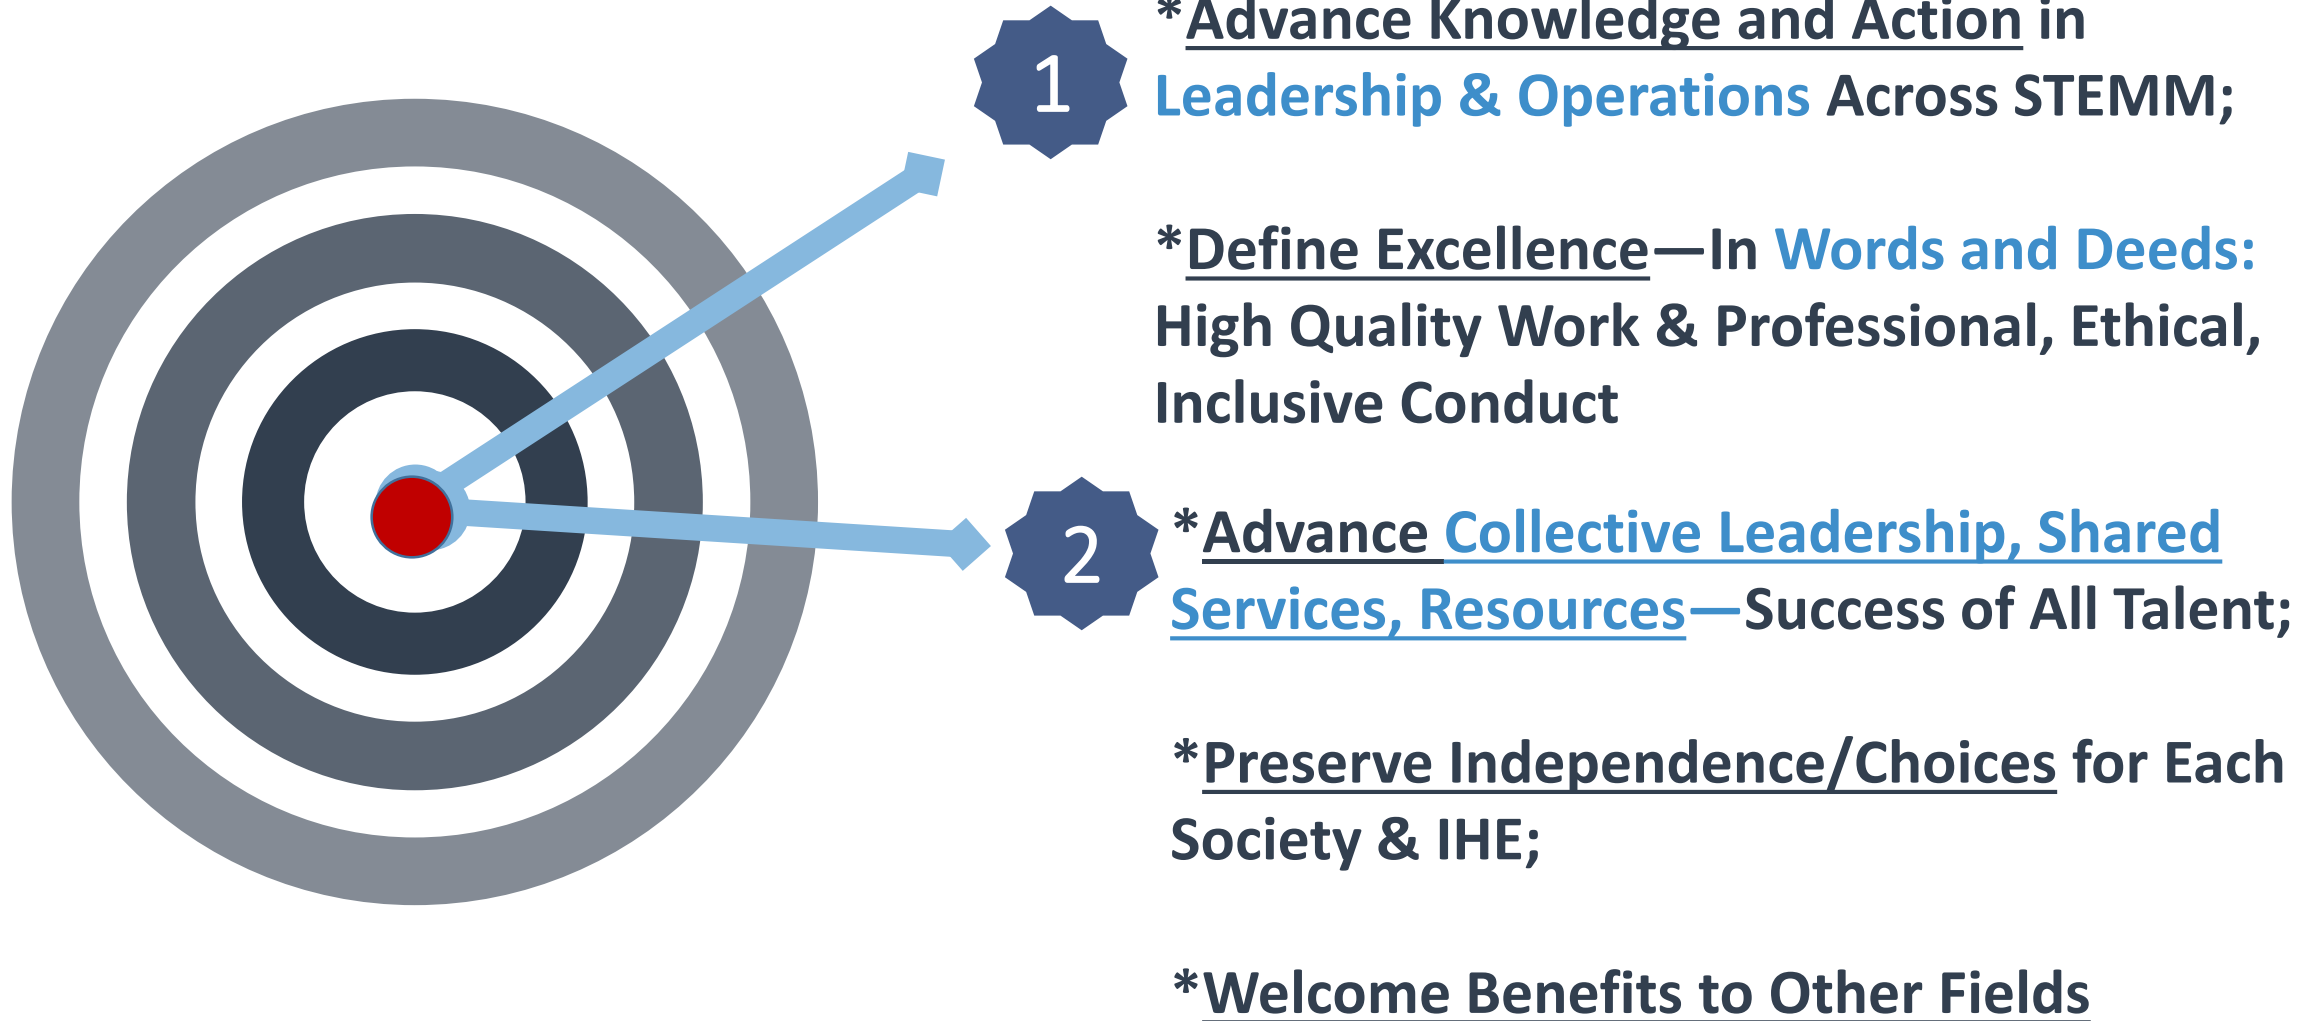 1
*Advance Knowledge and Action in
Leadership & Operations Across STEMM;
*Define Excellence—In Words and Deeds:
High Quality Work & Professional, Ethical,
Inclusive Conduct
2
*Advance Collective Leadership, Shared
Services, Resources—Success of All Talent;
*Preserve Independence/Choices for Each
Society & IHE;
*Welcome Benefits to Other Fields